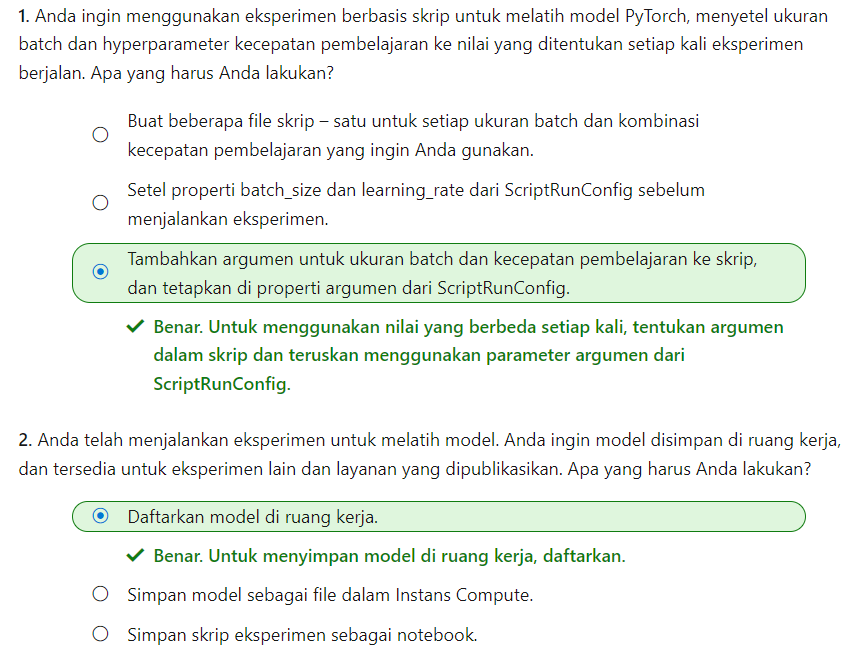 1. Anda ingin menggunakan eksperimen berbasis skrip untuk melatih model PyTorch, menyetel ukuran
batch dan hyperparameter kecepatan pembelajaran ke nilai yang ditentukan setiap kali eksperimen
berjalan. Apa yang harus Anda lakukan?
Buat beberapa file skrip – satu untuk setiap ukuran batch dan kombinasi
kecepatan pembelajaran yang ingin Anda gunakan.
Setel properti batch_size dan learning_rate dari ScriptRunConfig sebelum
menjalankan eksperimen.
Tambahkan argumen untuk ukuran batch dan kecepatan pembelajaran ke skrip,
dan tetapkan di properti argumen dari ScriptRunConfig.
Benar. Untuk menggunakan nilai yang berbeda setiap kali, tentukan argumen
dalam skrip dan teruskan menggunakan parameter argumen dari
ScriptRunConfig.
2. Anda telah menjalankan eksperimen untuk melatih model. Anda ingin model disimpan di ruang kerja,
dan tersedia untuk eksperimen lain dan layanan yang dipublikasikan. Apa yang harus Anda lakukan?
Daftarkan model di ruang kerja.
Benar. Untuk menyimpan model di ruang kerja, daftarkan.
Simpan model sebagai file dalam Instans Compute.
Simpan skrip eksperimen sebagai notebook.